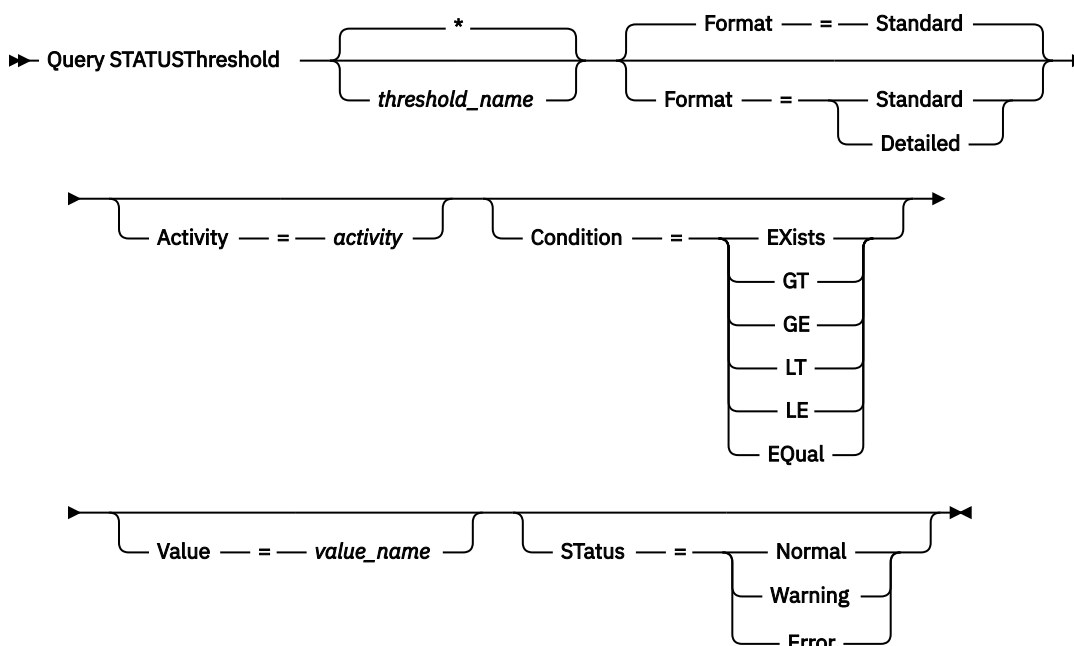 * Format = Standard
Query STATUSThreshold
threshold_name Format = Standard
Detailed
Activity = activity Condition = EXists
GT
GE
LT
LE
EQual
Value = value_name STatus = Normal
Warning
Error